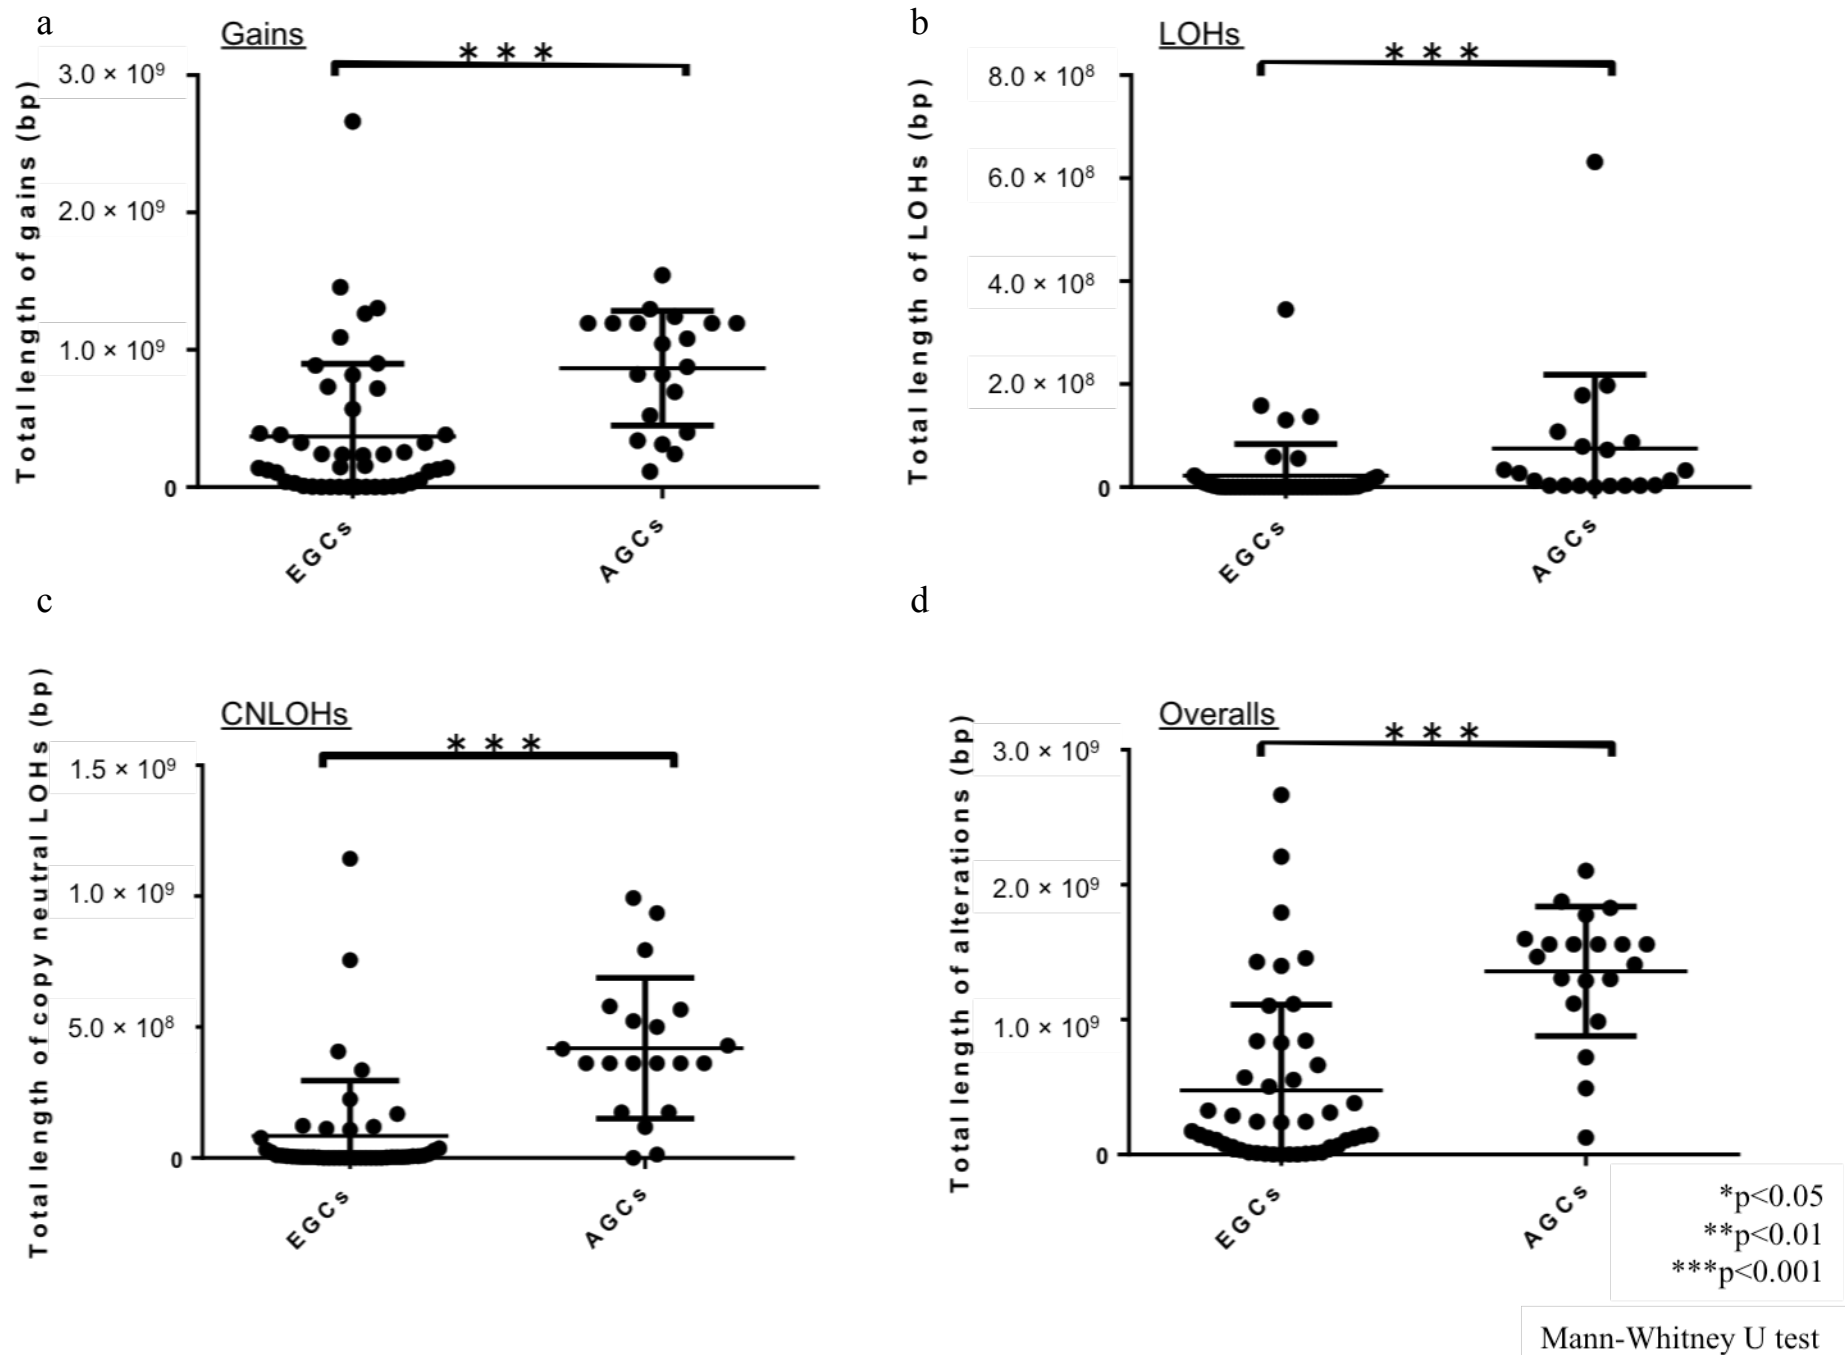 a
Gains
* * *
Total length of gains (bp)
3.0 × 10⁹
2.0 × 10⁹
1.0 × 10⁹
0
EGCs
AGCs
b
LOHs
* * *
Total length of LOHs (bp)
8.0 × 10⁸
6.0 × 10⁸
4.0 × 10⁸
2.0 × 10⁸
0
EGCs
AGCs
c
CNLOHs
* * *
Total length of copy neutral LOHs (bp)
1.5 × 10⁹
1.0 × 10⁹
5.0 × 10⁸
0
EGCs
AGCs
d
Overalls
* * *
Total length of alterations (bp)
3.0 × 10⁹
2.0 × 10⁹
1.0 × 10⁹
0
EGCs
AGCs
*p<0.05
**p<0.01
***p<0.001
Mann-Whitney U test